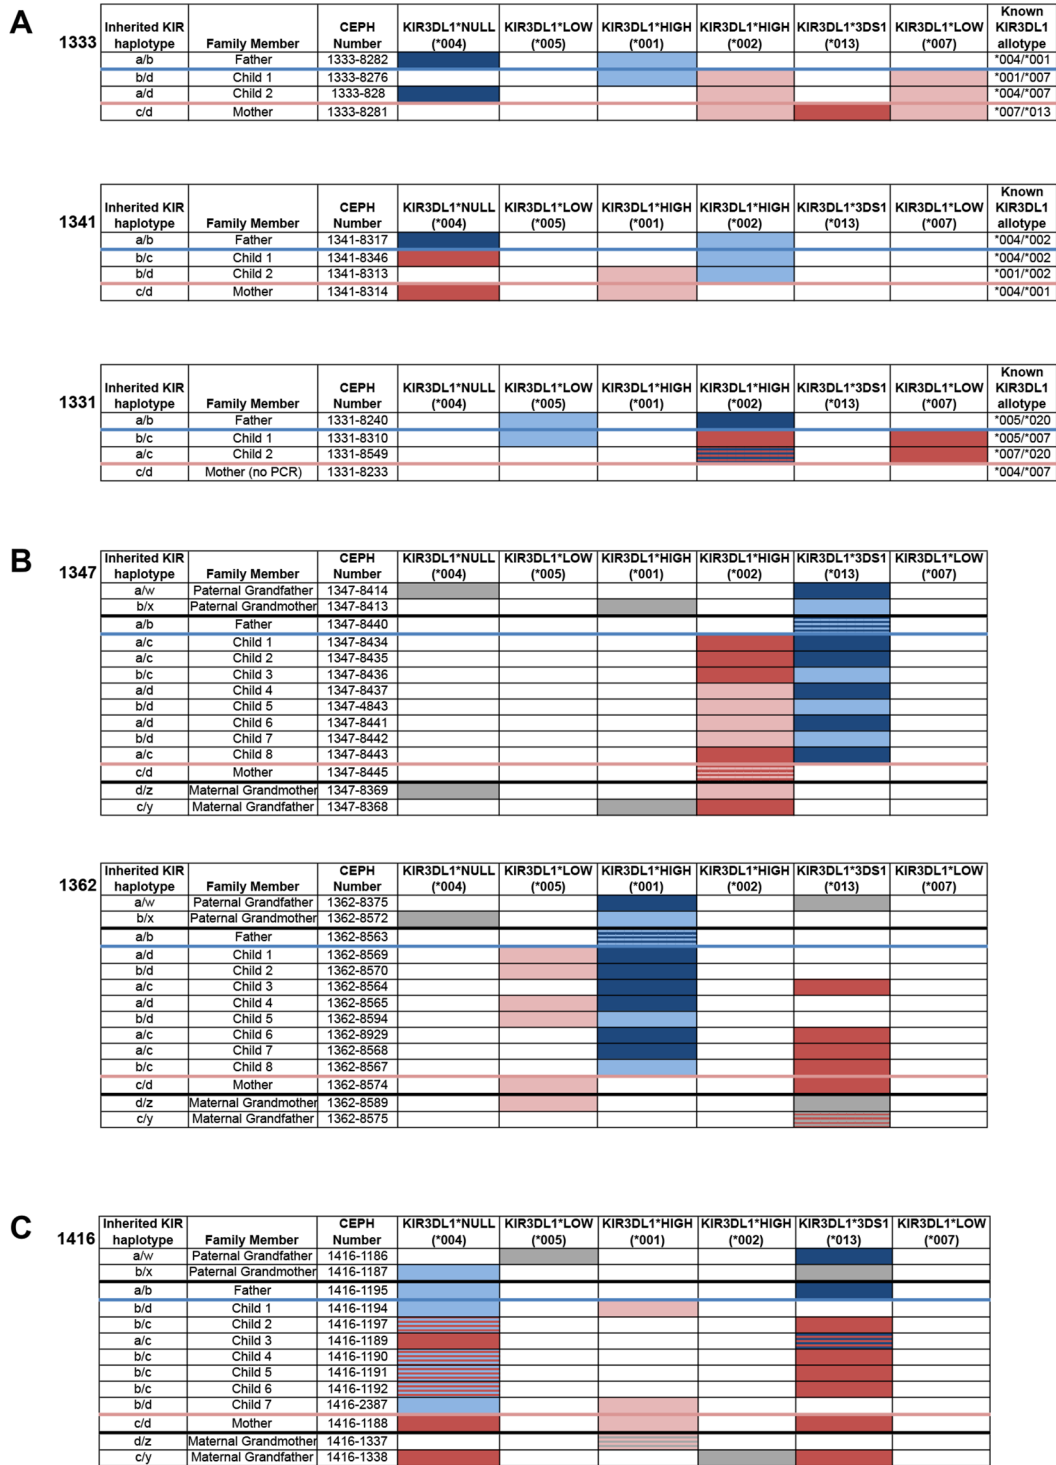 A
1333
Inherited KIR haplotype Family Member CEPH Number KIR3DL1*NULL (*004) KIR3DL1*LOW (*005) KIR3DL1*HIGH (*001) KIR3DL1*HIGH (*002) KIR3DL1*3DS1 (*013) KIR3DL1*LOW (*007) Known KIR3DL1 allotype
a/b Father 1333-8282 *004/*001
b/d Child 1 1333-8276 *001/*007
a/d Child 2 1333-828 *004/*007
c/d Mother 1333-8281 *007/*013
1341
Inherited KIR haplotype Family Member CEPH Number KIR3DL1*NULL (*004) KIR3DL1*LOW (*005) KIR3DL1*HIGH (*001) KIR3DL1*HIGH (*002) KIR3DL1*3DS1 (*013) KIR3DL1*LOW (*007) Known KIR3DL1 allotype
a/b Father 1341-8317 *004/*002
b/c Child 1 1341-8346 *004/*002
b/d Child 2 1341-8313 *001/*002
c/d Mother 1341-8314 *004/*001
1331
Inherited KIR haplotype Family Member CEPH Number KIR3DL1*NULL (*004) KIR3DL1*LOW (*005) KIR3DL1*HIGH (*001) KIR3DL1*HIGH (*002) KIR3DL1*3DS1 (*013) KIR3DL1*LOW (*007) Known KIR3DL1 allotype
a/b Father 1331-8240 *005/*020
b/c Child 1 1331-8310 *005/*007
a/c Child 2 1331-8549 *007/*020
c/d Mother (no PCR) 1331-8233 *004/*007
B
1347
Inherited KIR haplotype Family Member CEPH Number KIR3DL1*NULL (*004) KIR3DL1*LOW (*005) KIR3DL1*HIGH (*001) KIR3DL1*HIGH (*002) KIR3DL1*3DS1 (*013) KIR3DL1*LOW (*007)
a/w Paternal Grandfather 1347-8414
b/x Paternal Grandmother 1347-8413
a/b Father 1347-8440
a/c Child 1 1347-8434
a/c Child 2 1347-8435
b/c Child 3 1347-8436
a/d Child 4 1347-8437
b/d Child 5 1347-4843
a/d Child 6 1347-8441
b/d Child 7 1347-8442
a/c Child 8 1347-8443
c/d Mother 1347-8445
d/z Maternal Grandmother 1347-8369
c/y Maternal Grandfather 1347-8368
1362
Inherited KIR haplotype Family Member CEPH Number KIR3DL1*NULL (*004) KIR3DL1*LOW (*005) KIR3DL1*HIGH (*001) KIR3DL1*HIGH (*002) KIR3DL1*3DS1 (*013) KIR3DL1*LOW (*007)
a/w Paternal Grandfather 1362-8375
b/x Paternal Grandmother 1362-8572
a/b Father 1362-8563
a/d Child 1 1362-8569
b/d Child 2 1362-8570
a/c Child 3 1362-8564
a/d Child 4 1362-8565
b/d Child 5 1362-8594
a/c Child 6 1362-8929
a/c Child 7 1362-8568
b/c Child 8 1362-8567
c/d Mother 1362-8574
d/z Maternal Grandmother 1362-8589
c/y Maternal Grandfather 1362-8575
C
1416
Inherited KIR haplotype Family Member CEPH Number KIR3DL1*NULL (*004) KIR3DL1*LOW (*005) KIR3DL1*HIGH (*001) KIR3DL1*HIGH (*002) KIR3DL1*3DS1 (*013) KIR3DL1*LOW (*007)
a/w Paternal Grandfather 1416-1186
b/x Paternal Grandmother 1416-1187
a/b Father 1416-1195
b/d Child 1 1416-1194
b/c Child 2 1416-1197
a/c Child 3 1416-1189
b/c Child 4 1416-1190
b/c Child 5 1416-1191
b/c Child 6 1416-1192
b/d Child 7 1416-2387
c/d Mother 1416-1188
d/z Maternal Grandmother 1416-1337
c/y Maternal Grandfather 1416-1338